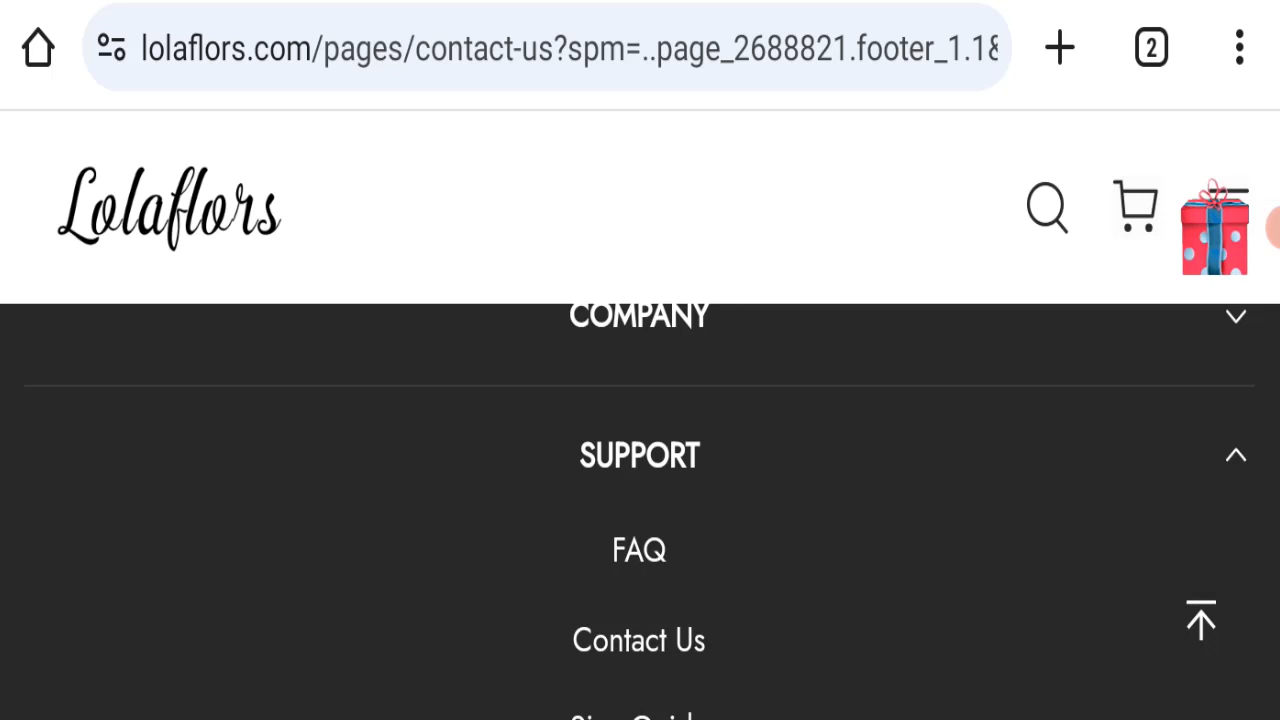 lolaflors.com/pages/contact-us?spm=..page_2688821.footer_1.1
2
Lolaflors
COMPANY
SUPPORT
FAQ
Contact Us